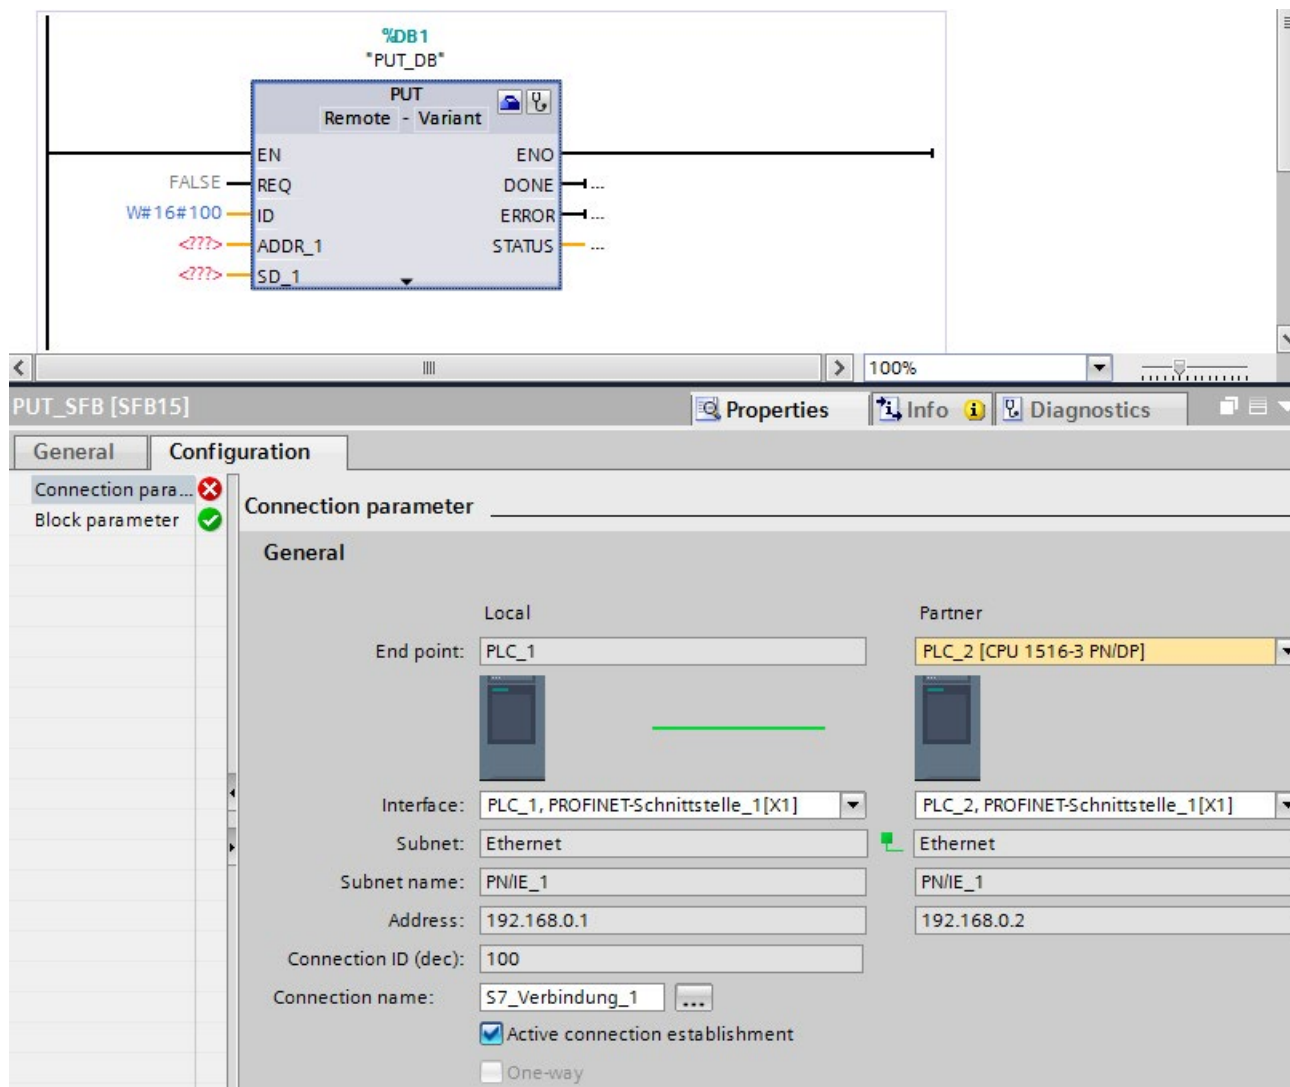 %DB1
"PUT_DB"
PUT
Remote - Variant
EN ENO
FALSE REQ DONE ...
W#16#100 ID ERROR ...
<???> ADDR_1 STATUS ...
<???> SD_1
100%
PUT_SFB [SFB15] Properties Info Diagnostics
General Configuration
Connection para...
Block parameter
Connection parameter
General
Local Partner
End point: PLC_1 PLC_2 [CPU 1516-3 PN/DP]
Interface: PLC_1, PROFINET-Schnittstelle_1[X1] PLC_2, PROFINET-Schnittstelle_1[X1]
Subnet: Ethernet Ethernet
Subnet name: PN/IE_1 PN/IE_1
Address: 192.168.0.1 192.168.0.2
Connection ID (dec): 100
Connection name: S7_Verbindung_1 ...
Active connection establishment
One-way